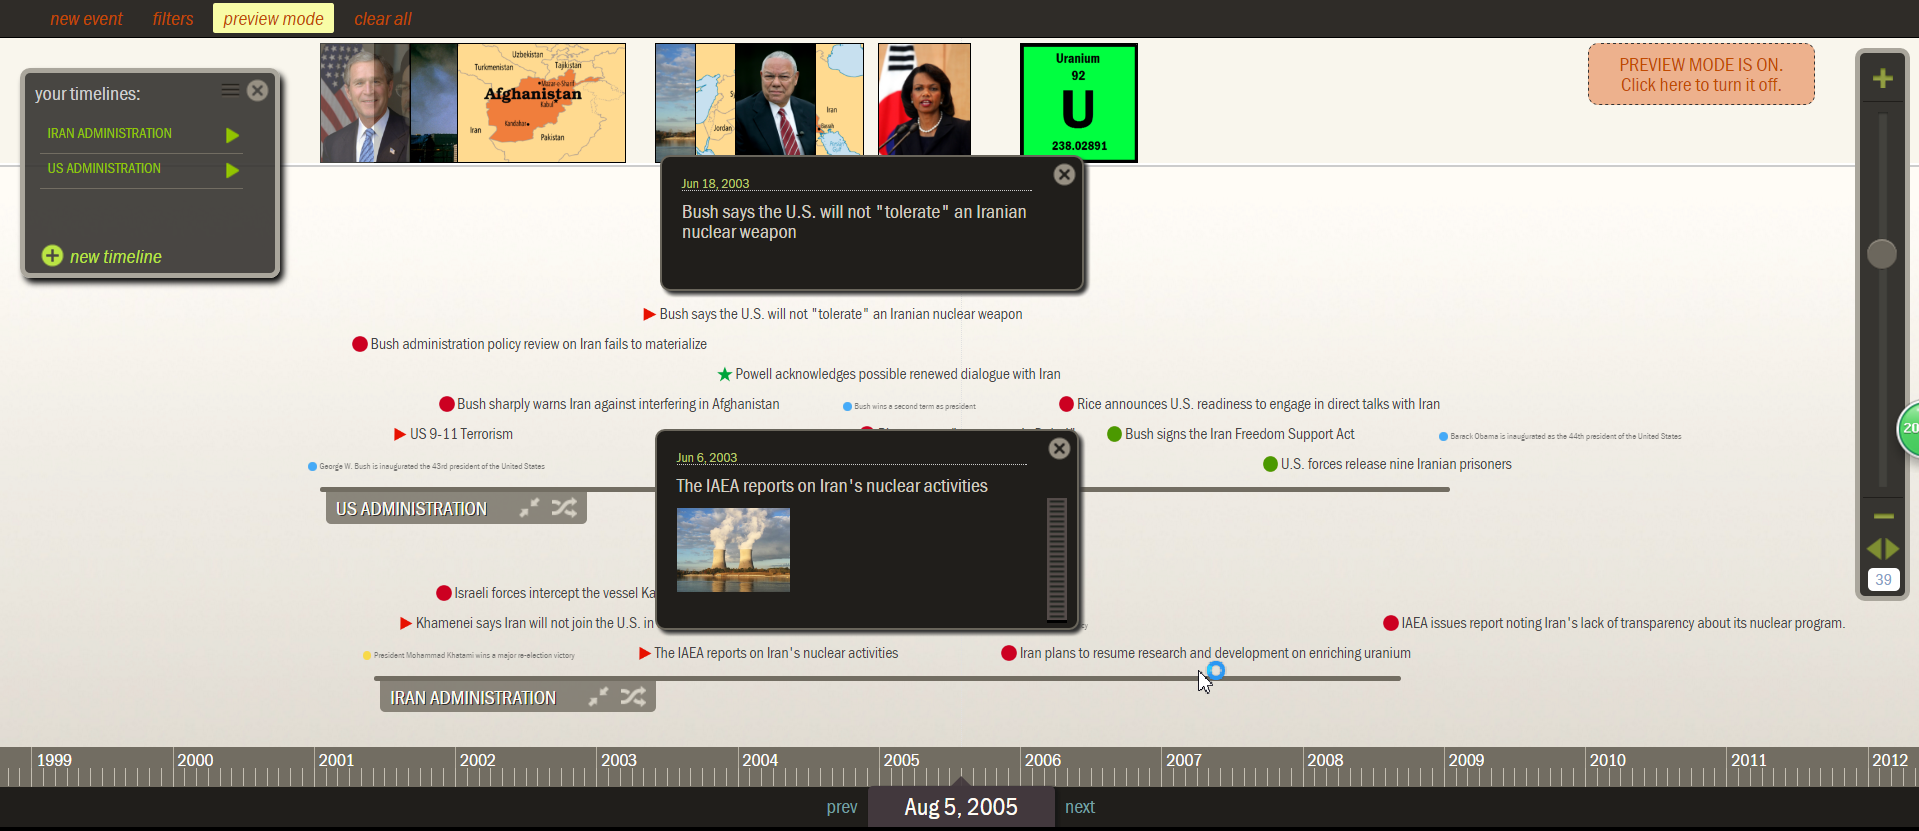 new event
filters
preview mode
clear all
your timelines:
IRAN ADMINISTRATION
US ADMINISTRATION
new timeline
Uzbekistan
Turkmenistan
Tajikistan
Mazar-e Sharif
Afghanistan
Kabul
Kandahar
Iran
Pakistan
Jordan
Iran
Uranium
92
U
238.02891
PREVIEW MODE IS ON.
Click here to turn it off.
39
20
Jun 18, 2003
Bush says the U.S. will not "tolerate" an Iranian
nuclear weapon
Bush says the U.S. will not "tolerate" an Iranian nuclear weapon
Bush administration policy review on Iran fails to materialize
Powell acknowledges possible renewed dialogue with Iran
Bush sharply warns Iran against interfering in Afghanistan
Bush wins a second term as president
Rice announces U.S. readiness to engage in direct talks with Iran
US 9-11 Terrorism
Bush signs the Iran Freedom Support Act
Barack Obama is inaugurated as the 44th president of the United States
George W. Bush is inaugurated the 43rd president of the United States
U.S. forces release nine Iranian prisoners
US ADMINISTRATION
Jun 6, 2003
The IAEA reports on Iran's nuclear activities
Israeli forces intercept the vessel Ka
Khamenei says Iran will not join the U.S. in
IAEA issues report noting Iran's lack of transparency about its nuclear program.
President Mohammad Khatami wins a major re-election victory
The IAEA reports on Iran's nuclear activities
Iran plans to resume research and development on enriching uranium
IRAN ADMINISTRATION
1999 2000 2001 2002 2003 2004 2005 2006 2007 2008 2009 2010 2011 2012
prev
Aug 5, 2005
next